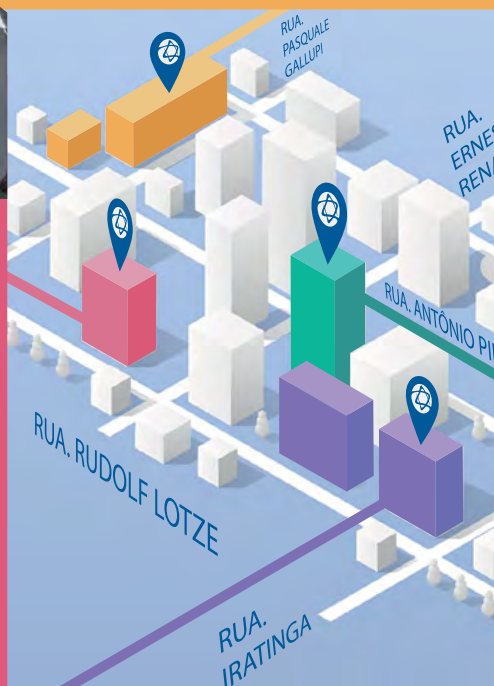 RUA.
PASQUALE
GALLUPI
RUA.
RUA. ANTÔNIO
RUA. RUDOLF LOTZE
RUA.
IRATINGA